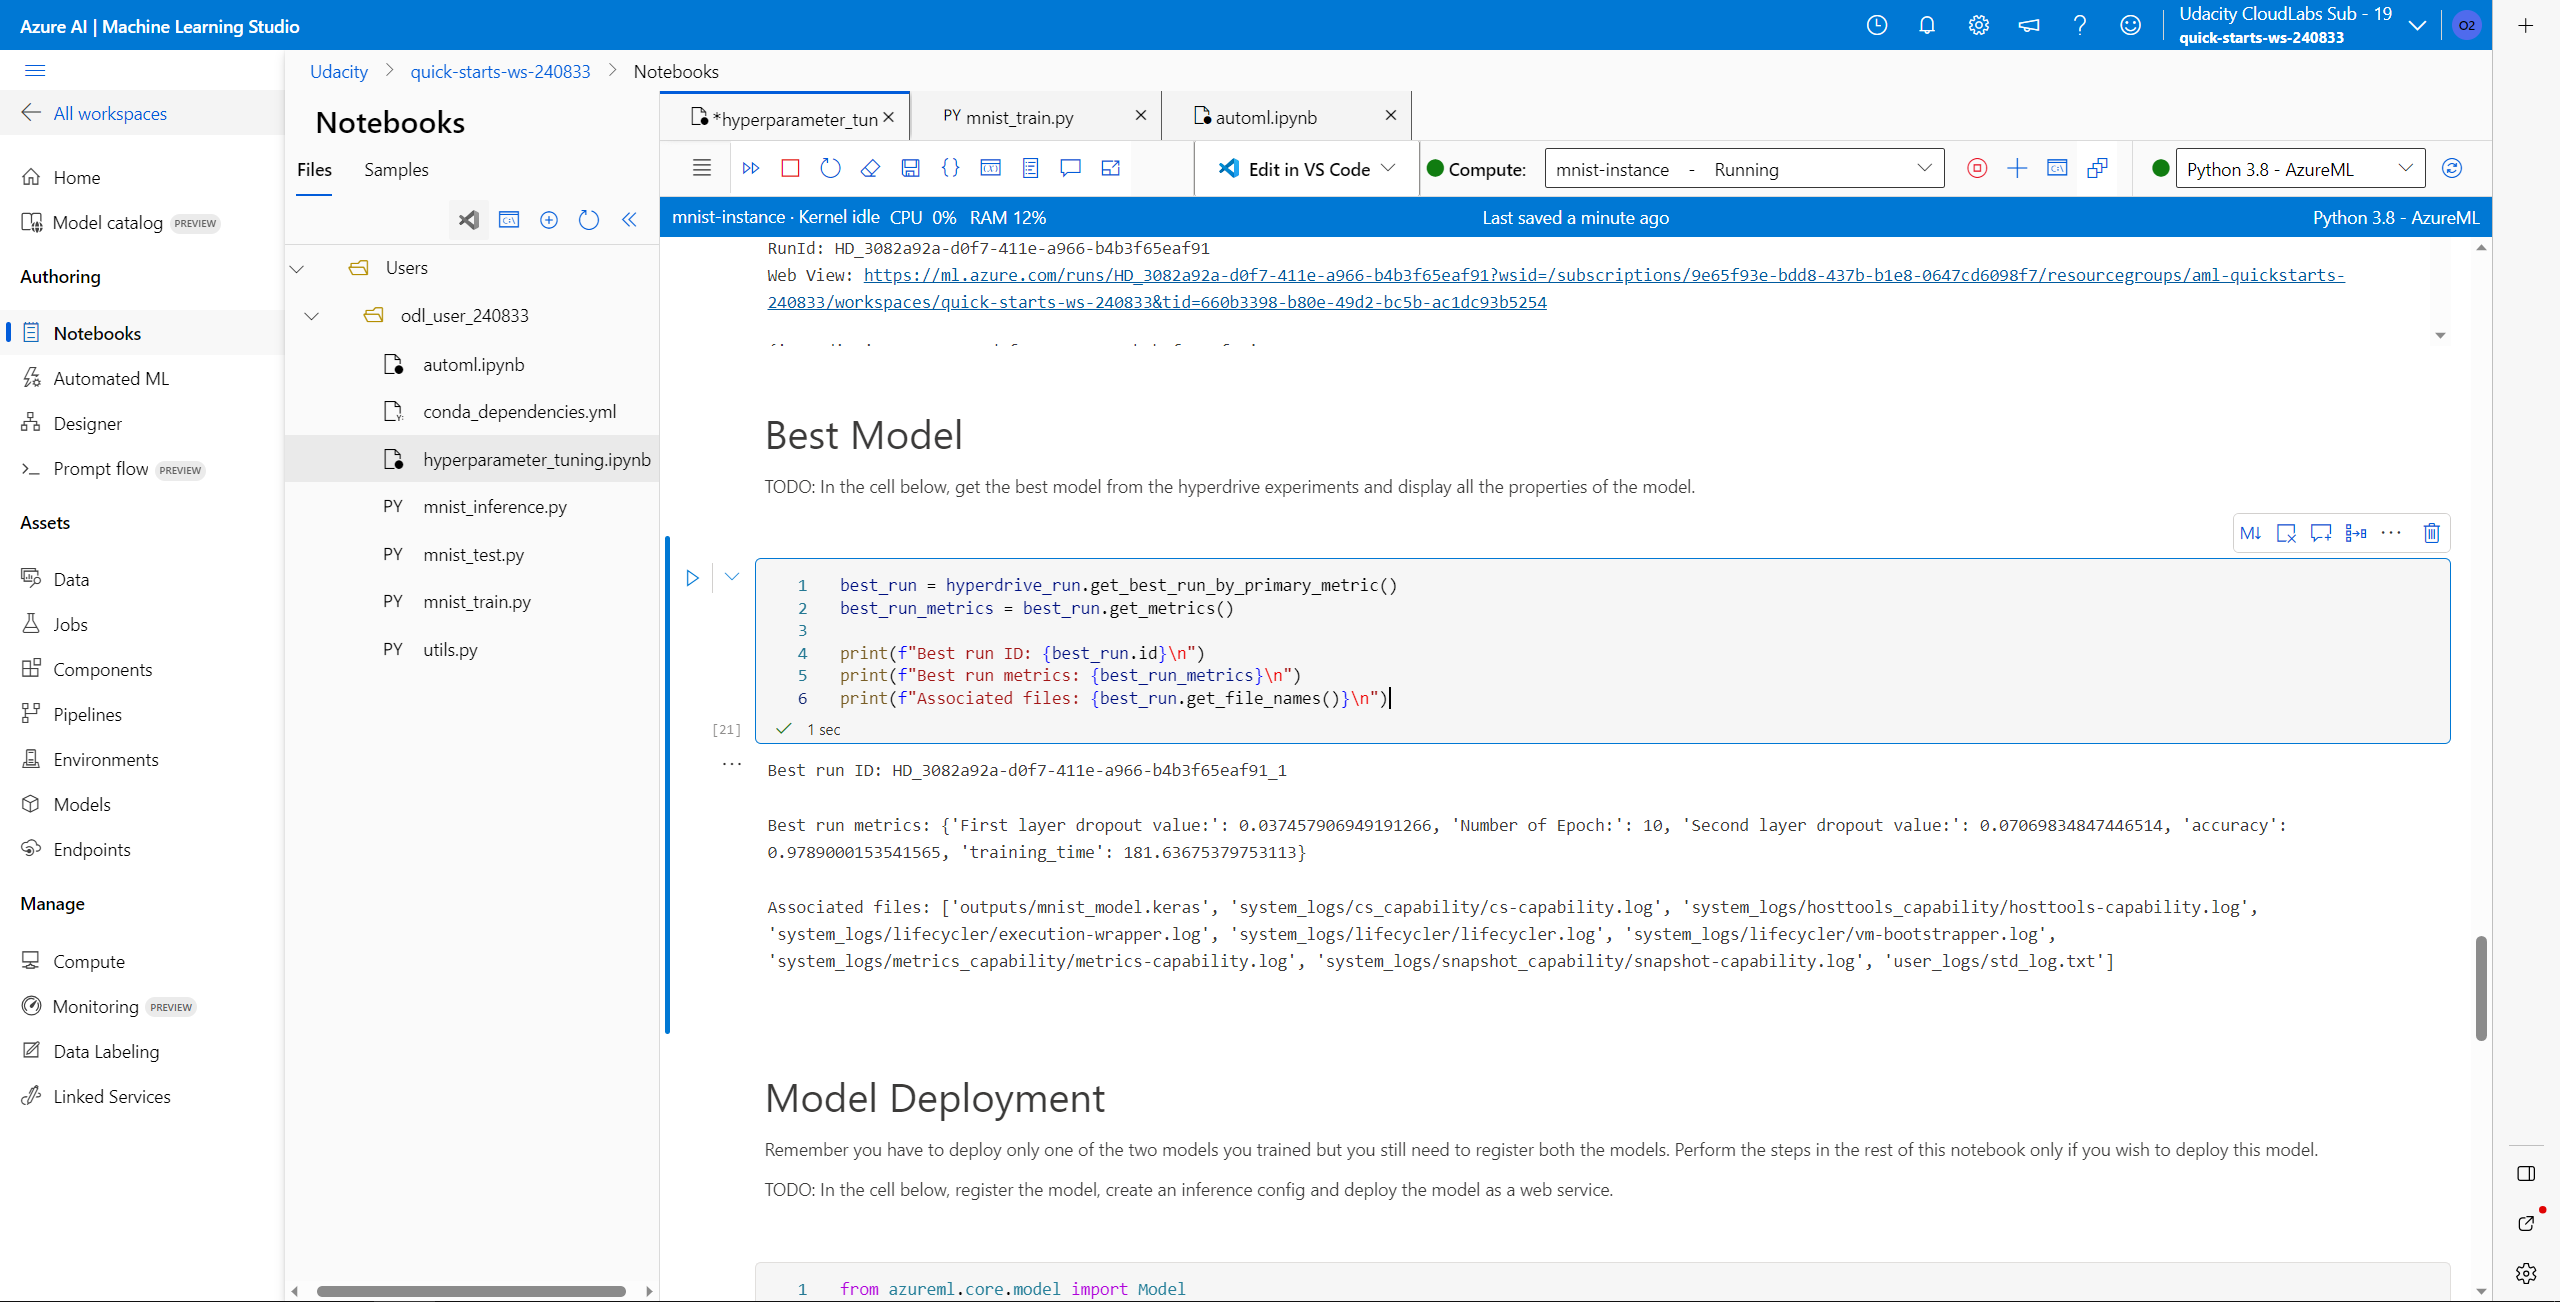 Azure AI | Machine Learning Studio
Udacity CloudLabs Sub - 19
quick-starts-ws-240833
O2
All workspaces
Home
Model catalog PREVIEW
Authoring
Notebooks
Automated ML
Designer
Prompt flow PREVIEW
Assets
Data
Jobs
Components
Pipelines
Environments
Models
Endpoints
Manage
Compute
Monitoring PREVIEW
Data Labeling
Linked Services
Udacity > quick-starts-ws-240833 > Notebooks
Notebooks
Files Samples
Users
odl_user_240833
automl.ipynb
conda_dependencies.yml
hyperparameter_tuning.ipynb
PY mnist_inference.py
PY mnist_test.py
PY mnist_train.py
PY utils.py
*hyperparameter_tun
PY mnist_train.py
automl.ipynb
Edit in VS Code
Compute: mnist-instance - Running
Python 3.8 - AzureML
mnist-instance · Kernel idle CPU 0% RAM 12%
Last saved a minute ago
Python 3.8 - AzureML
RunId: HD_3082a92a-d0f7-411e-a966-b4b3f65eaf91
Web View: https://ml.azure.com/runs/HD_3082a92a-d0f7-411e-a966-b4b3f65eaf91?wsid=/subscriptions/9e65f93e-bdd8-437b-b1e8-0647cd6098f7/resourcegroups/aml-quickstarts-
240833/workspaces/quick-starts-ws-240833&tid=660b3398-b80e-49d2-bc5b-ac1dc93b5254
Best Model
TODO: In the cell below, get the best model from the hyperdrive experiments and display all the properties of the model.
M↓
1 best_run = hyperdrive_run.get_best_run_by_primary_metric()
2 best_run_metrics = best_run.get_metrics()
3
4 print(f"Best run ID: {best_run.id}\n")
5 print(f"Best run metrics: {best_run_metrics}\n")
6 print(f"Associated files: {best_run.get_file_names()}\n")
[21] 1 sec
Best run ID: HD_3082a92a-d0f7-411e-a966-b4b3f65eaf91_1
Best run metrics: {'First layer dropout value:': 0.037457906949191266, 'Number of Epoch:': 10, 'Second layer dropout value:': 0.07069834847446514, 'accuracy':
0.9789000153541565, 'training_time': 181.63675379753113}
Associated files: ['outputs/mnist_model.keras', 'system_logs/cs_capability/cs-capability.log', 'system_logs/hosttools_capability/hosttools-capability.log',
'system_logs/lifecycler/execution-wrapper.log', 'system_logs/lifecycler/lifecycler.log', 'system_logs/lifecycler/vm-bootstrapper.log',
'system_logs/metrics_capability/metrics-capability.log', 'system_logs/snapshot_capability/snapshot-capability.log', 'user_logs/std_log.txt']
Model Deployment
Remember you have to deploy only one of the two models you trained but you still need to register both the models. Perform the steps in the rest of this notebook only if you wish to deploy this model.
TODO: In the cell below, register the model, create an inference config and deploy the model as a web service.
1 from azureml.core.model import Model